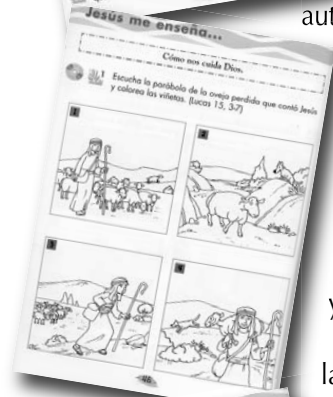 aut
Jesús me enseña...
Cómo nos cuida Dios.
1 Escucha la parábola de la oveja perdida que contó Jesús
y colorea las viñetas. (Lucas 15, 3-7)
1
2
3
4
46
y
la